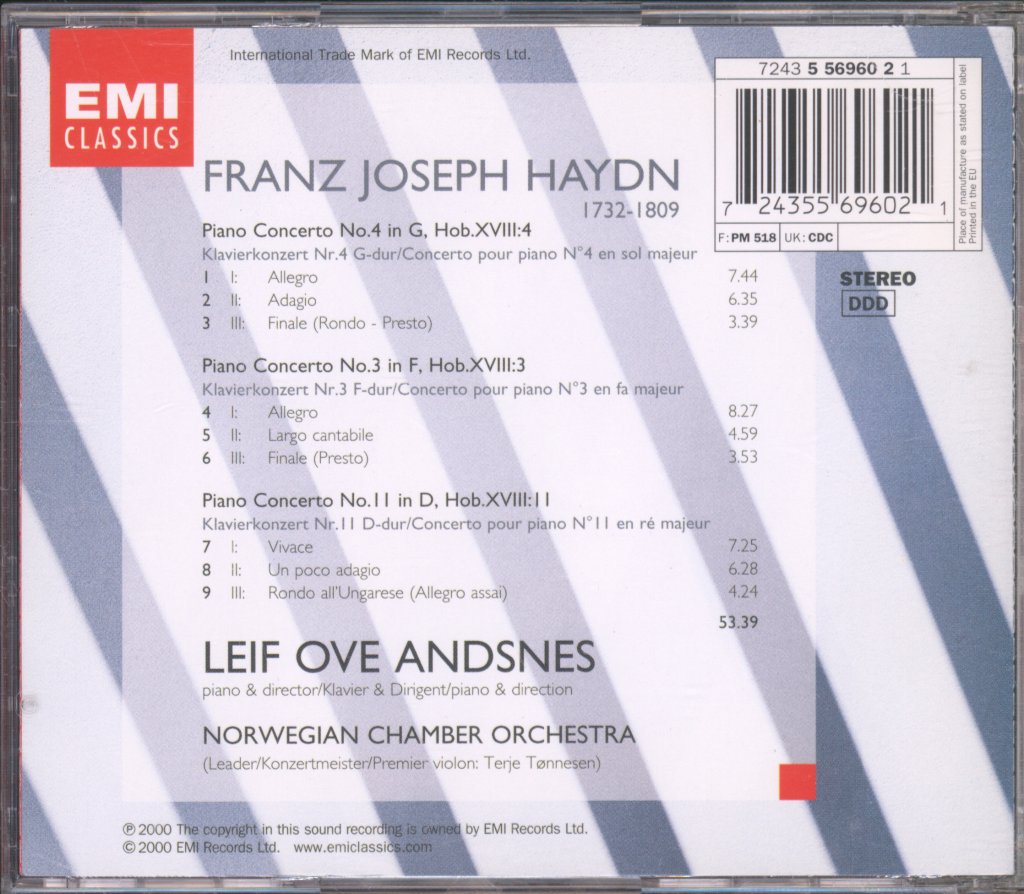 International Trade Mark of EMI Records Ltd.
EMI
CLASSICS
7243 5 56960 2 1
7 24355 69602 1
F: PM 518 UK: CDC
Place of manufacture as stated on label
Printed in the EU
STEREO
DDD
FRANZ JOSEPH HAYDN
1732-1809
Piano Concerto No.4 in G, Hob.XVIII:4
Klavierkonzert Nr.4 G-dur/Concerto pour piano N°4 en sol majeur
1 I: Allegro 7.44
2 II: Adagio 6.35
3 III: Finale (Rondo - Presto) 3.39
Piano Concerto No.3 in F, Hob.XVIII:3
Klavierkonzert Nr.3 F-dur/Concerto pour piano N°3 en fa majeur
4 I: Allegro 8.27
5 II: Largo cantabile 4.59
6 III: Finale (Presto) 3.53
Piano Concerto No.11 in D, Hob.XVIII:11
Klavierkonzert Nr.11 D-dur/Concerto pour piano N°11 en ré majeur
7 I: Vivace 7.25
8 II: Un poco adagio 6.28
9 III: Rondo all'Ungarese (Allegro assai) 4.24
53.39
LEIF OVE ANDSNES
piano & director/Klavier & Dirigent/piano & direction
NORWEGIAN CHAMBER ORCHESTRA
(Leader/Konzertmeister/Premier violon: Terje Tønnesen)
℗ 2000 The copyright in this sound recording is owned by EMI Records Ltd.
© 2000 EMI Records Ltd. www.emiclassics.com